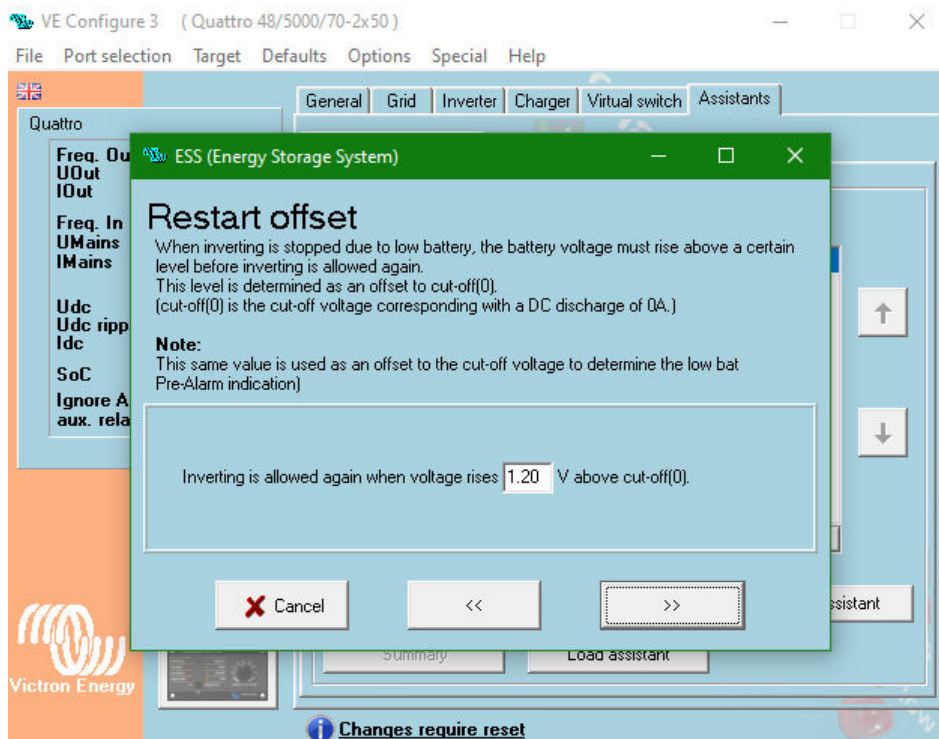 VE Configure 3 ( Quattro 48/5000/70-2x50 )
File Port selection Target Defaults Options Special Help
General Grid Inverter Charger Virtual switch Assistants
Quattro
Freq. Ou
UOut
IOut
Freq. In
UMains
IMains
Udc
Udc ripp
Idc
SoC
Ignore A
aux. rela
ESS (Energy Storage System)
Restart offset
When inverting is stopped due to low battery, the battery voltage must rise above a certain
level before inverting is allowed again.
This level is determined as an offset to cut-off(0).
(cut-off(0) is the cut-off voltage corresponding with a DC discharge of 0A.)
Note:
This same value is used as an offset to the cut-off voltage to determine the low bat
Pre-Alarm indication)
Inverting is allowed again when voltage rises 1.20 V above cut-off(0).
Cancel << >>
ssistant
Summary Load assistant
Victron Energy
Changes require reset